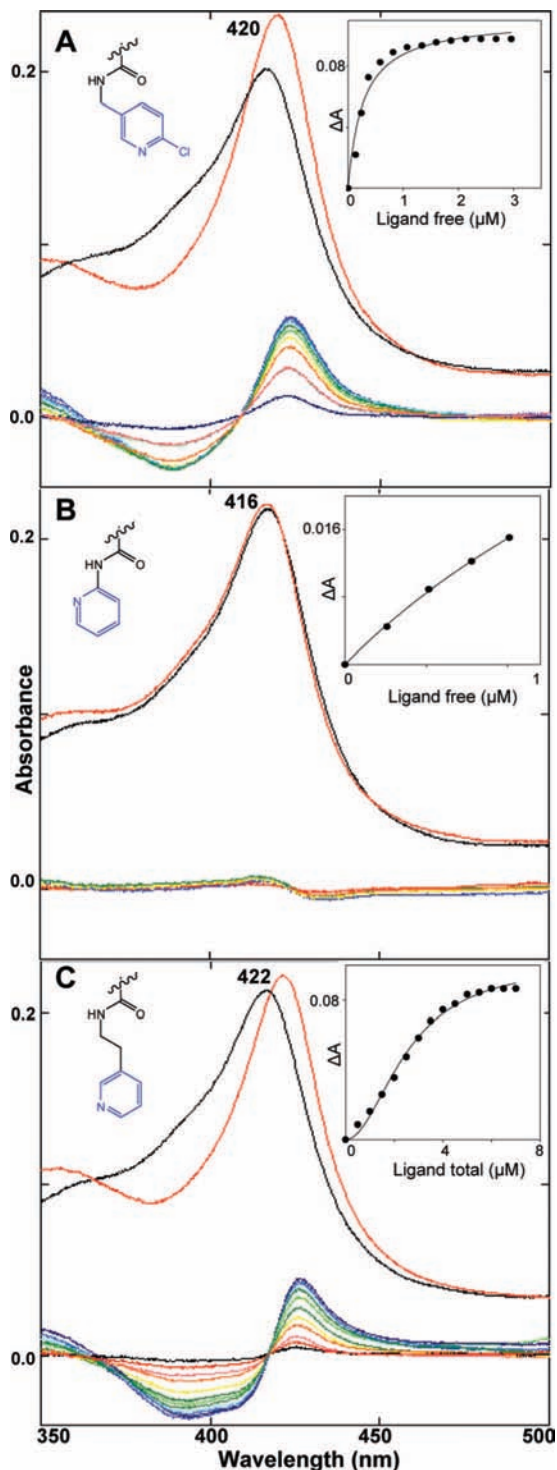 A
420
0.2
HN
O
N
Cl
0.08
ΔA
0
1
2
3
Ligand free (µM)
0.0
B
416
0.2
HN
O
N
0.016
ΔA
0
1
Ligand free (µM)
Absorbance
0.0
C
422
0.2
HN
O
N
0.08
ΔA
0
4
8
Ligand total (µM)
0.0
350
400
450
500
Wavelength (nm)